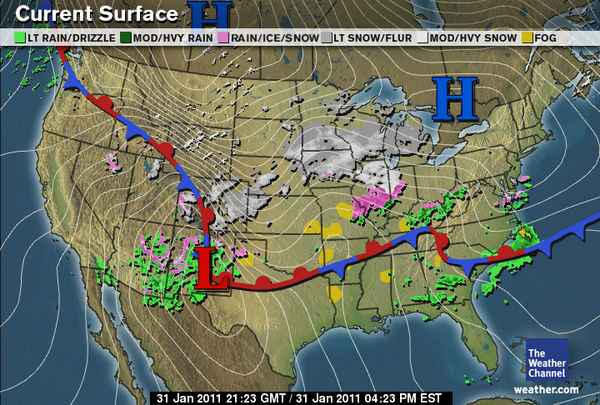 Current Surface
LT RAIN/DRIZZLE MOD/HVY RAIN RAIN/ICE/SNOW LT SNOW/FLUR MOD/HVY SNOW FOG
H
H
L
The
Weather
Channel
weather.com
31 Jan 2011 21:23 GMT / 31 Jan 2011 04:23 PM EST